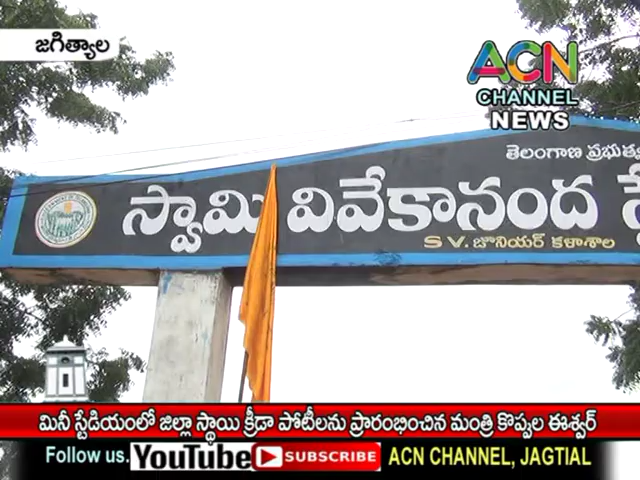 జగిత్యాల
ACN
CHANNEL
NEWS
తెలంగాణ ప్రభుత్వ
స్వామి వివేకానంద స్టే
S V. జూనియర్ కళాశాల
మినీ స్టేడియంలో జిల్లా స్థాయి క్రీడా పోటీలను ప్రారంభించిన మంత్రి కొప్పుల ఈశ్వర్
Follow us. YouTube SUBSCRIBE ACN CHANNEL, JAGTIAL